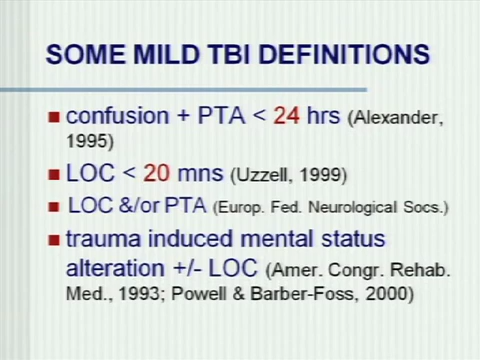 SOME MILD TBI DEFINITIONS
confusion + PTA < 24 hrs (Alexander,
1995)
LOC < 20 mns (Uzzell, 1999)
LOC &/or PTA (Europ. Fed. Neurological Socs.)
trauma induced mental status
alteration +/- LOC (Amer. Congr. Rehab.
Med., 1993; Powell & Barber-Foss, 2000)